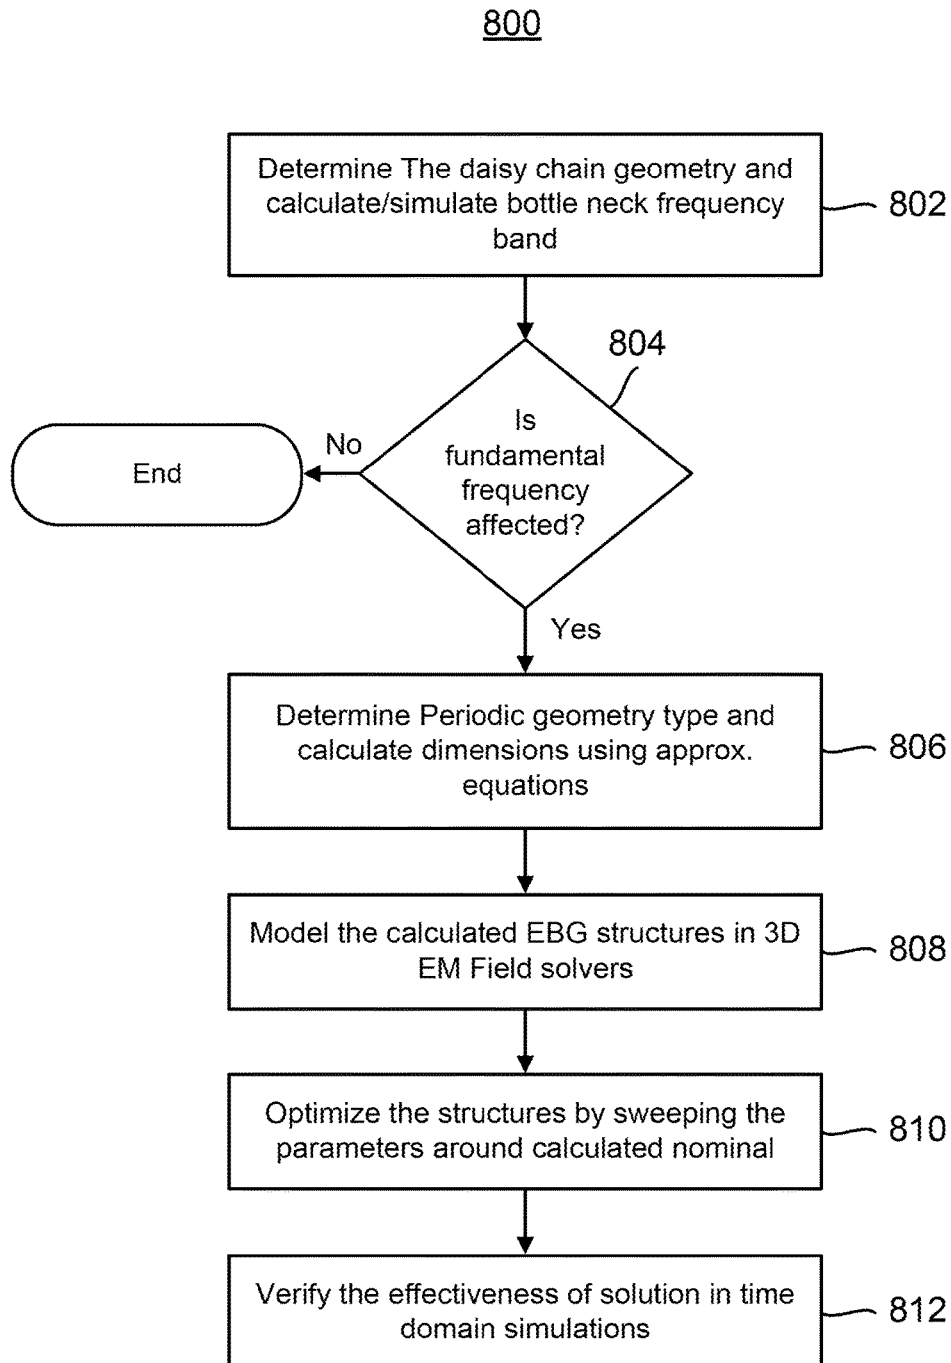 800
Determine The daisy chain geometry and
calculate/simulate bottle neck frequency
band
802
804
Is
fundamental
frequency
affected?
No
End
Yes
Determine Periodic geometry type and
calculate dimensions using approx.
equations
806
Model the calculated EBG structures in 3D
EM Field solvers
808
Optimize the structures by sweeping the
parameters around calculated nominal
810
Verify the effectiveness of solution in time
domain simulations
812